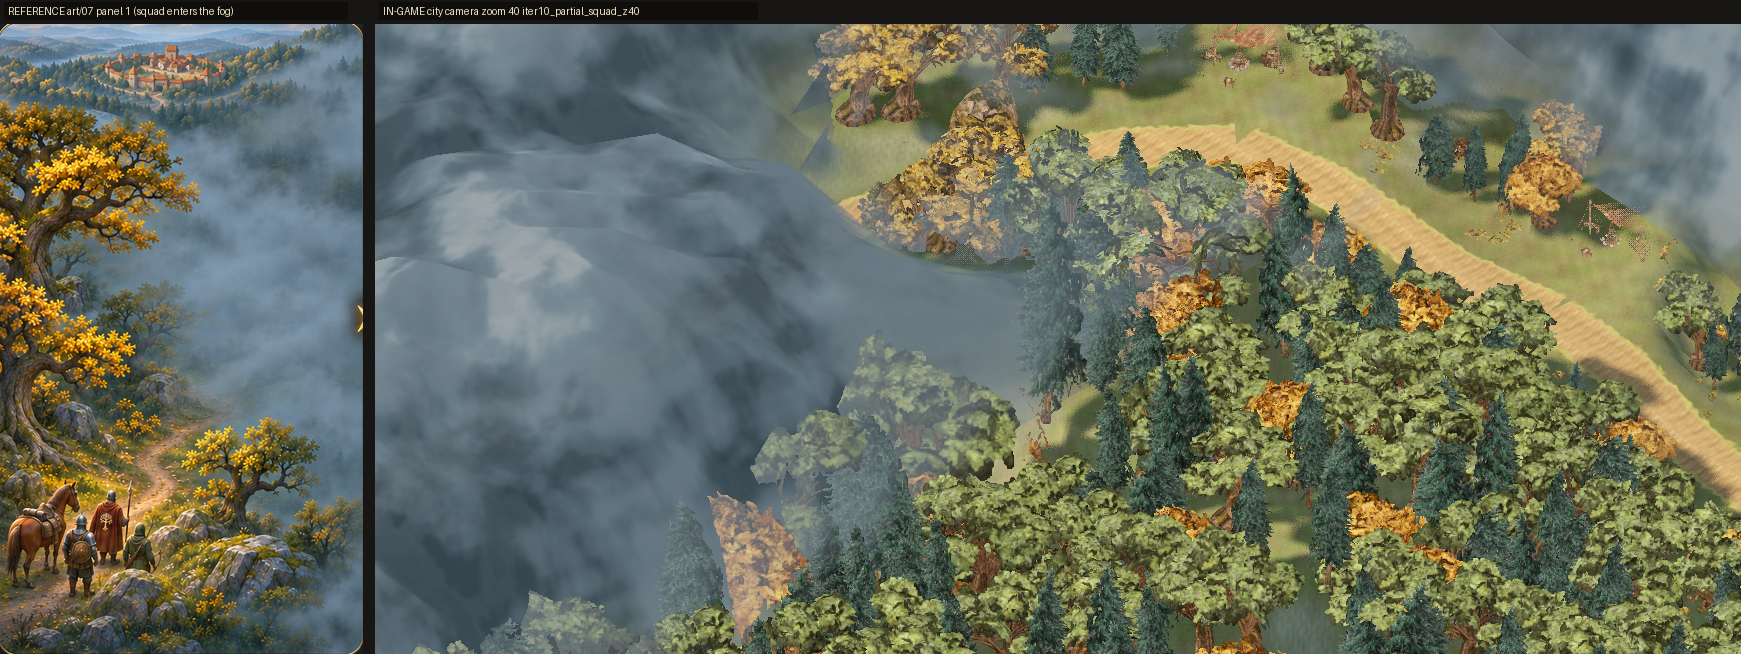 REFERENCE art/07 panel 1 (squad enters the fog)
IN-GAME city camera zoom 40 iter10_partial_squad_z40